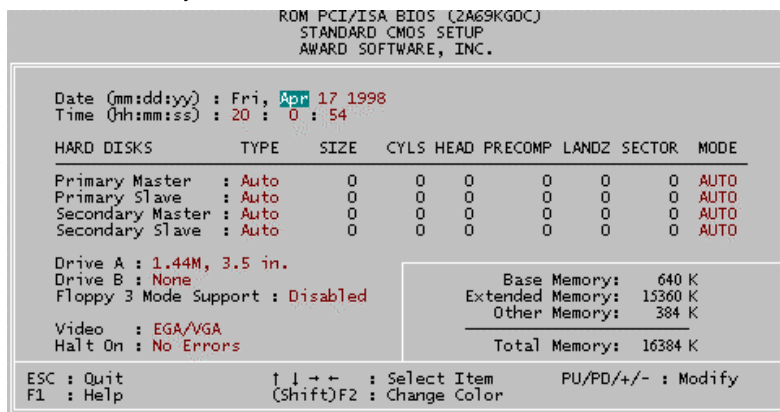 ROM PCI/ISA BIOS (2A69KGOC)
STANDARD CMOS SETUP
AWARD SOFTWARE, INC.
Date (mm:dd:yy) : Fri, Apr 17 1998
Time (hh:mm:ss) : 20 : 0 : 54
HARD DISKS TYPE SIZE CYLS HEAD PRECOMP LANDZ SECTOR MODE
Primary Master : Auto 0 0 0 0 0 0 AUTO
Primary Slave : Auto 0 0 0 0 0 0 AUTO
Secondary Master : Auto 0 0 0 0 0 0 AUTO
Secondary Slave : Auto 0 0 0 0 0 0 AUTO
Drive A : 1.44M, 3.5 in.
Drive B : None
Floppy 3 Mode Support : Disabled
Video : EGA/VGA
Halt On : No Errors
Base Memory: 640 K
Extended Memory: 15360 K
Other Memory: 384 K
Total Memory: 16384 K
ESC : Quit ↑ ↓ → ← : Select Item PU/PD/+/- : Modify
F1 : Help (Shift)F2 : Change Color